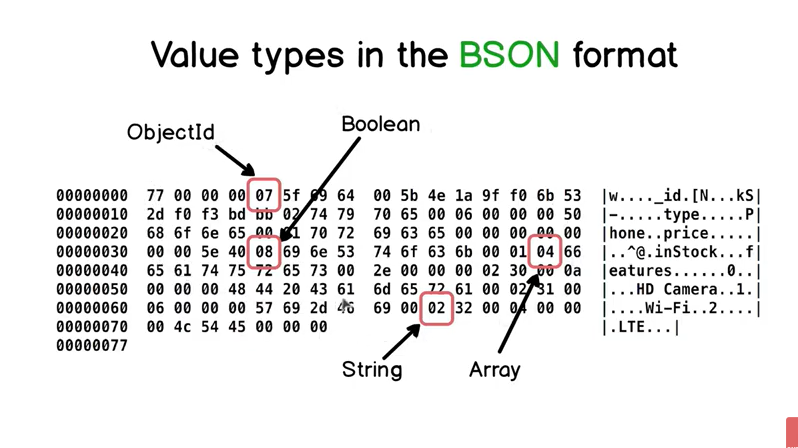 Value types in the BSON format
ObjectId
Boolean
00000000 77 00 00 00 07 5f 69 64 00 5b 4e 1a 9f f0 6b 53 |w...._id.[N...kS|
00000010 2d f0 f3 bd bb 02 74 79 70 65 00 06 00 00 00 50 |-.....type.....P|
00000020 68 6f 6e 65 00 01 70 72 69 63 65 00 00 00 00 00 |hone..price.....|
00000030 00 00 5e 40 08 69 6e 53 74 6f 63 6b 00 01 04 66 |..^@.inStock...f|
00000040 65 61 74 75 72 65 73 00 2e 00 00 00 02 30 00 0a |eatures......0..|
00000050 00 00 00 48 44 20 43 61 6d 65 72 61 00 02 31 00 |...HD Camera..1.|
00000060 06 00 00 00 57 69 2d 46 69 00 02 32 00 04 00 00 |....Wi-Fi..2....|
00000070 00 4c 54 45 00 00 00 |.LTE...|
00000077
String
Array